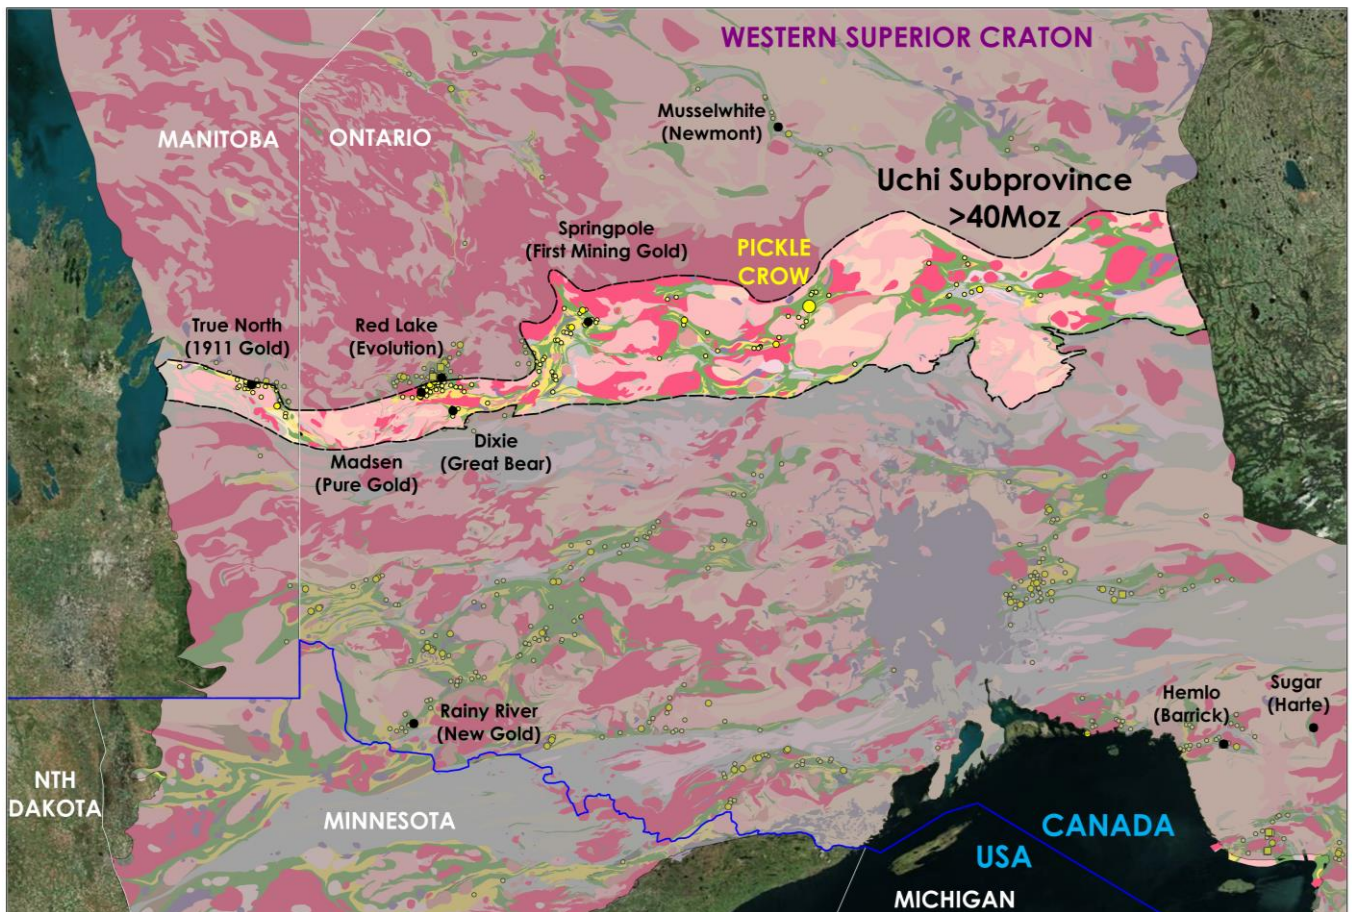 WESTERN SUPERIOR CRATON
Musselwhite
(Newmont)
MANITOBA
ONTARIO
Uchi Subprovince
>40Moz
Springpole
(First Mining Gold)
PICKLE
CROW
True North
(1911 Gold)
Red Lake
(Evolution)
Dixie
(Great Bear)
Madsen
(Pure Gold)
Rainy River
(New Gold)
Hemlo
(Barrick)
Sugar
(Harte)
NTH
DAKOTA
MINNESOTA
CANADA
USA
MICHIGAN